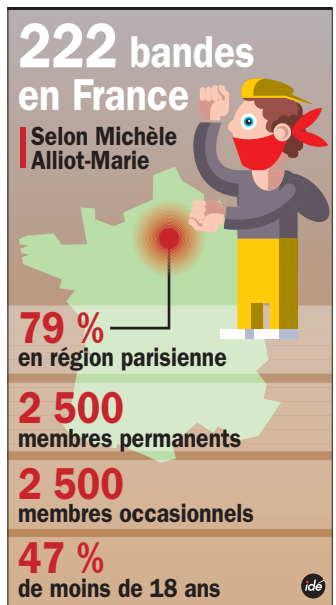 222 bandes
en France
Selon Michèle
Alliot-Marie
79 %
en région parisienne
2 500
membres permanents
2 500
membres occasionnels
47 %
de moins de 18 ans
idé